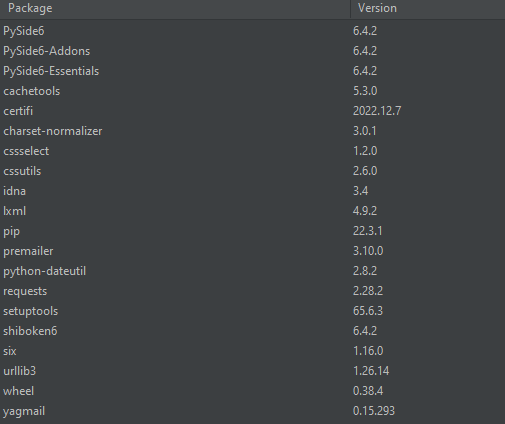 Package Version
PySide6 6.4.2
PySide6-Addons 6.4.2
PySide6-Essentials 6.4.2
cachetools 5.3.0
certifi 2022.12.7
charset-normalizer 3.0.1
cssselect 1.2.0
cssutils 2.6.0
idna 3.4
lxml 4.9.2
pip 22.3.1
premailer 3.10.0
python-dateutil 2.8.2
requests 2.28.2
setuptools 65.6.3
shiboken6 6.4.2
six 1.16.0
urllib3 1.26.14
wheel 0.38.4
yagmail 0.15.293